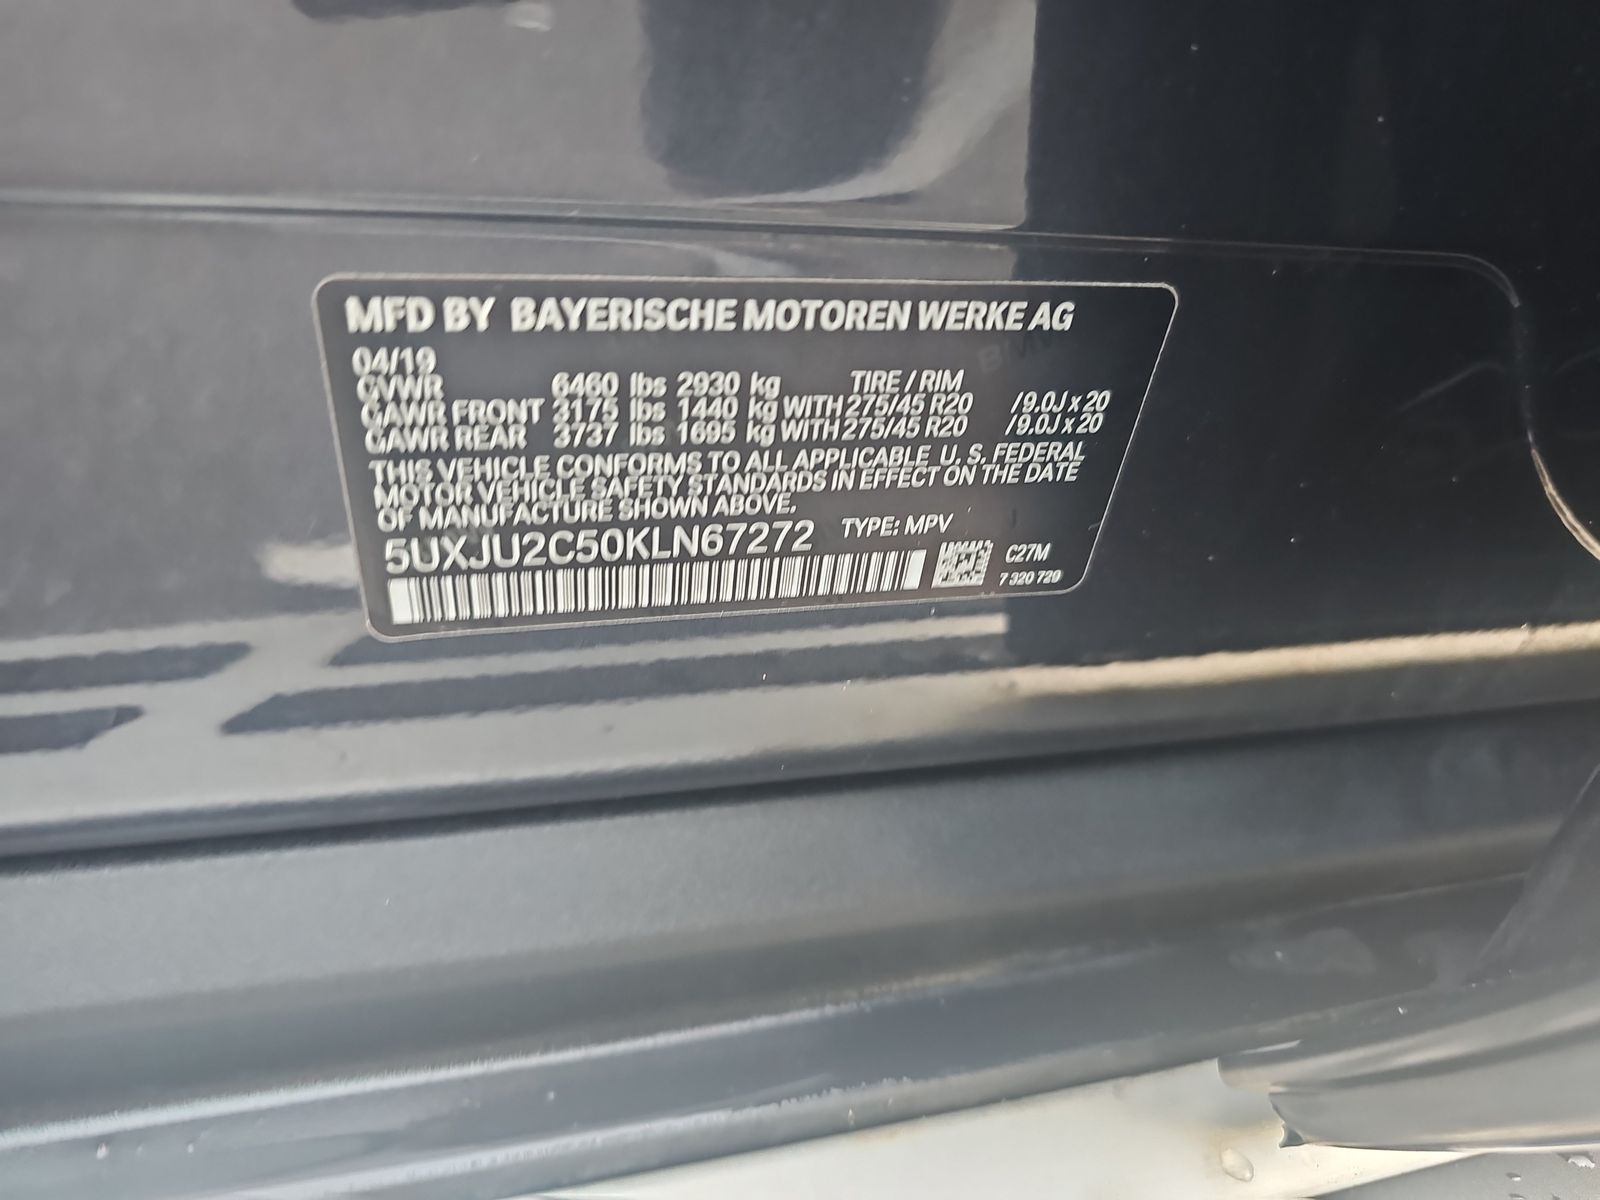 MFD BY BAYERISCHE MOTOREN WERKE AG
04/19
GVWR 6460 lbs 2930 kg TIRE / RIM
GAWR FRONT 3175 lbs 1440 kg WITH 275/45 R20 /9.0J x 20
GAWR REAR 3737 lbs 1695 kg WITH 275/45 R20 /9.0J x 20
THIS VEHICLE CONFORMS TO ALL APPLICABLE U. S. FEDERAL
MOTOR VEHICLE SAFETY STANDARDS IN EFFECT ON THE DATE
OF MANUFACTURE SHOWN ABOVE.
5UXJU2C50KLN67272 TYPE: MPV
C27M
7 320 720